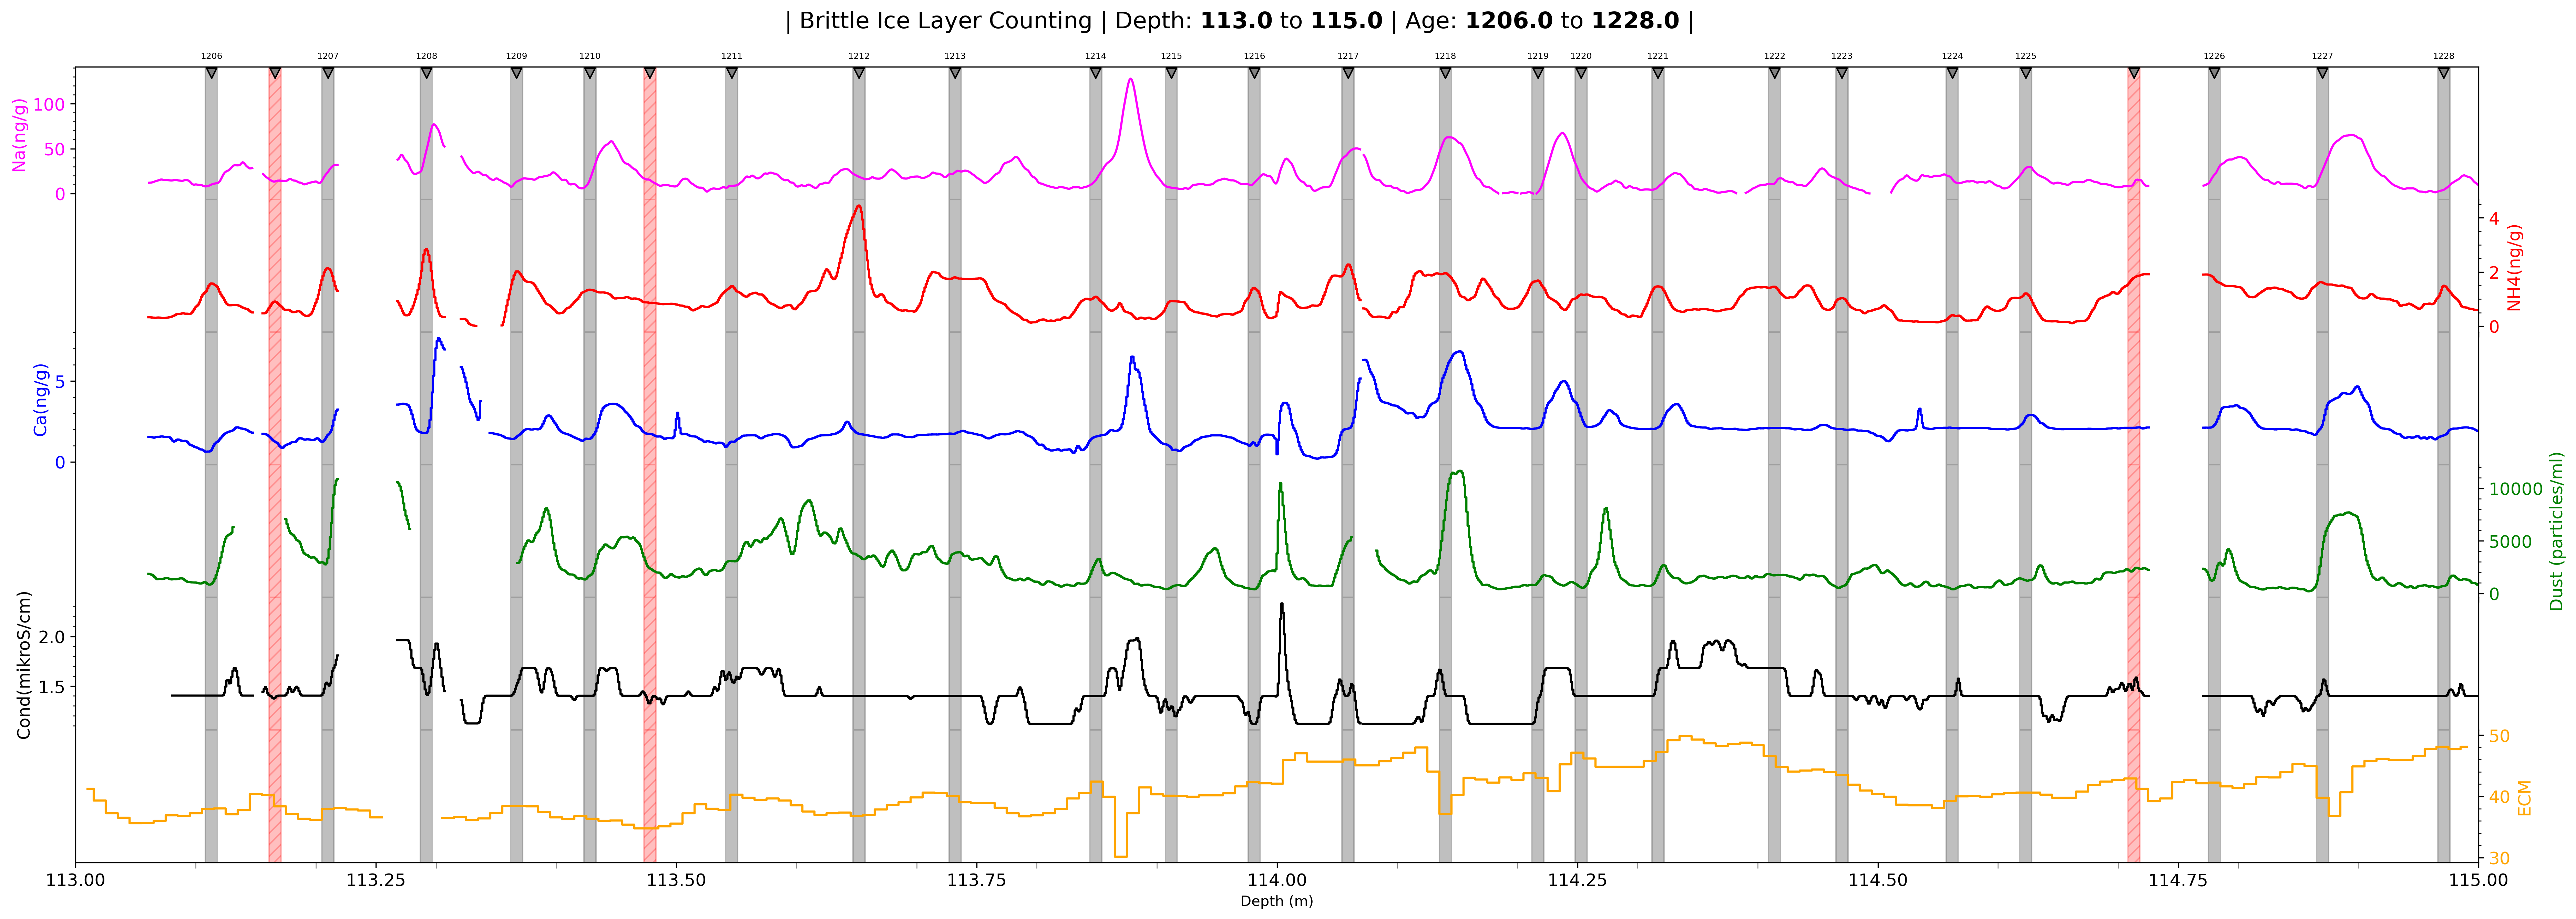 | Brittle Ice Layer Counting | Depth: 113.0 to 115.0 | Age: 1206.0 to 1228.0 |
1206 1207 1208 1209 1210 1211 1212 1213 1214 1215 1216 1217 1218 1219 1220 1221 1222 1223 1224 1225 1226 1227 1228
Na(ng/g)
100
50
0
NH4(ng/g)
4
2
0
Ca(ng/g)
5
0
Dust (particles/ml)
10000
5000
0
Cond(mikroS/cm)
2.0
1.5
ECM
50
40
30
113.00 113.25 113.50 113.75 114.00 114.25 114.50 114.75 115.00
Depth (m)